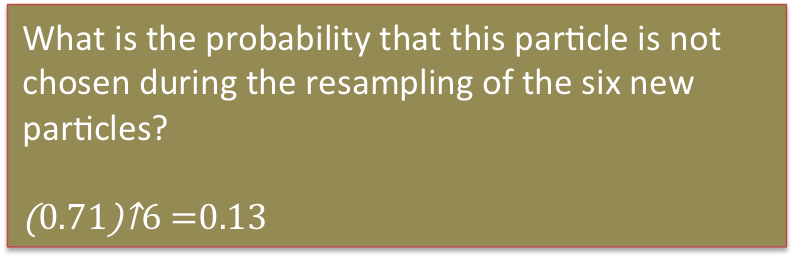 What is the probability that this particle is not
chosen during the resampling of the six new
particles?
(0.71)↑6 =0.13